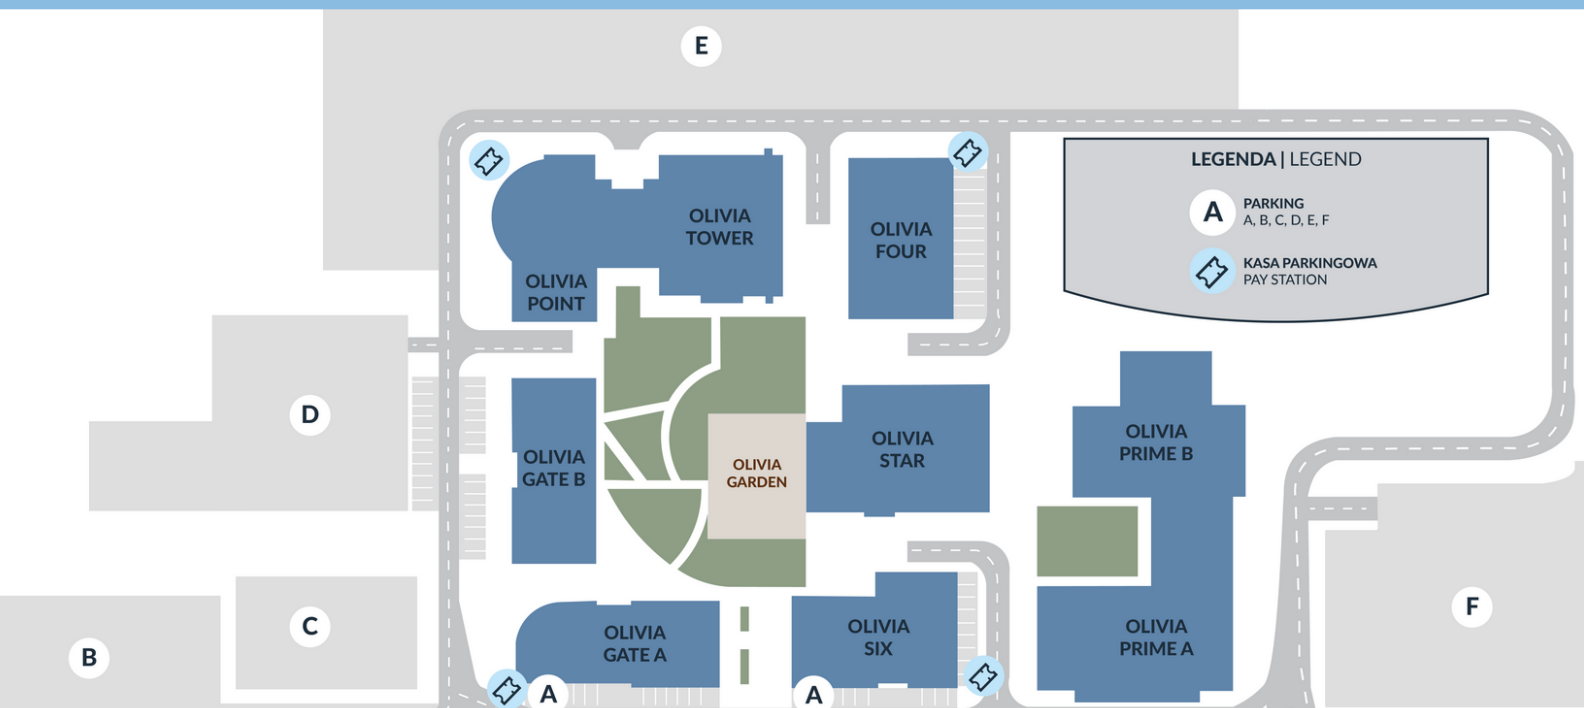 E
LEGENDA | LEGEND
A
PARKING
A, B, C, D, E, F
KASA PARKINGOWA
PAY STATION
OLIVIA
TOWER
OLIVIA
FOUR
OLIVIA
POINT
D
OLIVIA
GATE B
OLIVIA
GARDEN
OLIVIA
STAR
OLIVIA
PRIME B
B
C
OLIVIA
GATE A
OLIVIA
SIX
OLIVIA
PRIME A
F
A
A